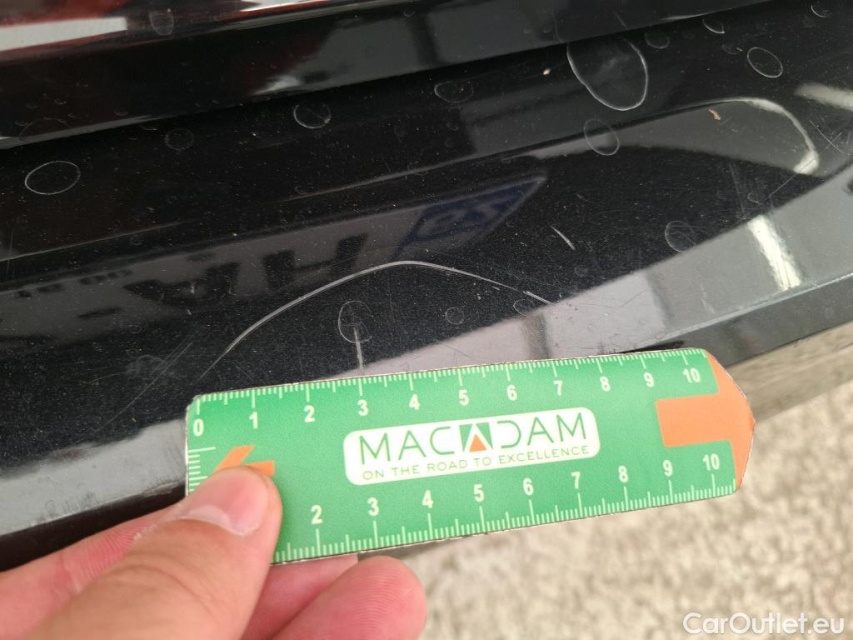 0 1 2 3 4 5 6 7 8 9 10
MACADAM
ON THE ROAD TO EXCELLENCE
2 3 4 5 6 7 8 9 10
CarOutlet.eu